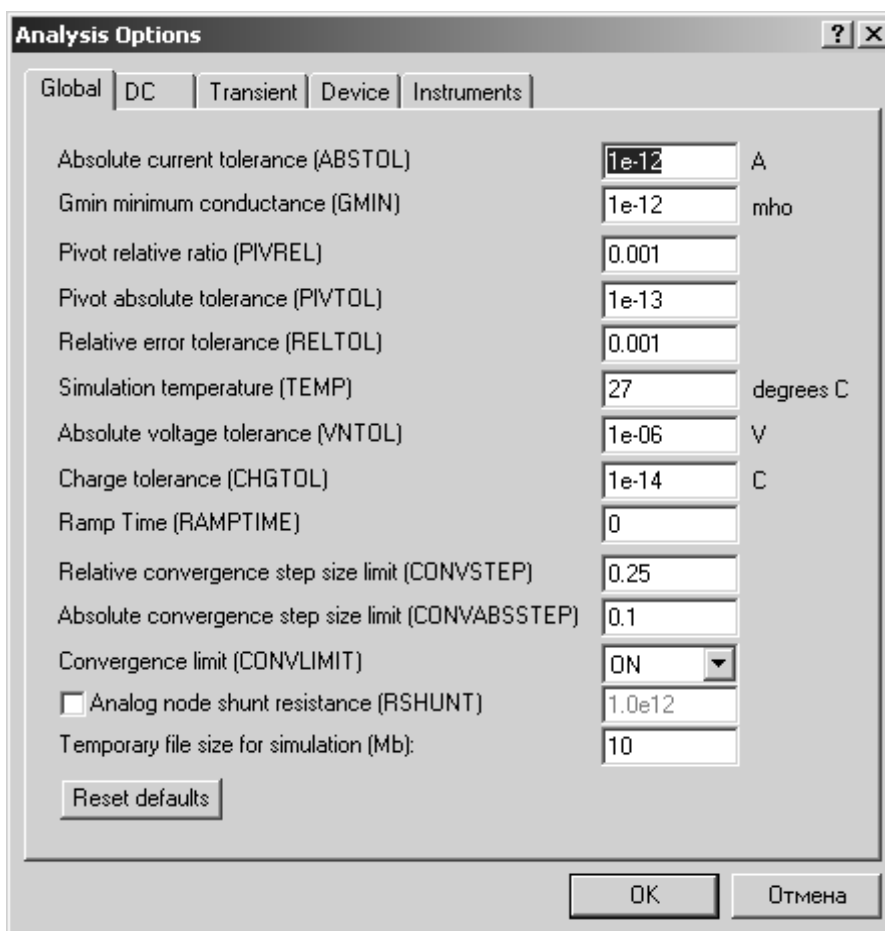 Analysis Options
Global DC Transient Device Instruments
Absolute current tolerance (ABSTOL) 1e-12 A
Gmin minimum conductance (GMIN) 1e-12 mho
Pivot relative ratio (PIVREL) 0.001
Pivot absolute tolerance (PIVTOL) 1e-13
Relative error tolerance (RELTOL) 0.001
Simulation temperature (TEMP) 27 degrees C
Absolute voltage tolerance (VNTOL) 1e-06 V
Charge tolerance (CHGTOL) 1e-14 C
Ramp Time (RAMPTIME) 0
Relative convergence step size limit (CONVSTEP) 0.25
Absolute convergence step size limit (CONVABSSTEP) 0.1
Convergence limit (CONVLIMIT) ON
Analog node shunt resistance (RSHUNT) 1.0e12
Temporary file size for simulation (Mb): 10
Reset defaults
OK Отмена